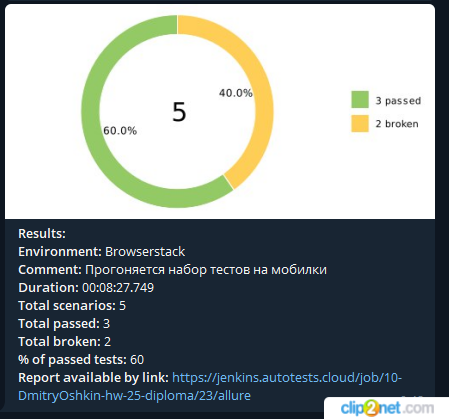 40.0%
5
60.0%
3 passed
2 broken
Results:
Environment: Browserstack
Comment: Прогоняется набор тестов на мобилки
Duration: 00:08:27.749
Total scenarios: 5
Total passed: 3
Total broken: 2
% of passed tests: 60
Report available by link: https://jenkins.autotests.cloud/job/10-
DmitryOshkin-hw-25-diploma/23/allure
clip2net.com